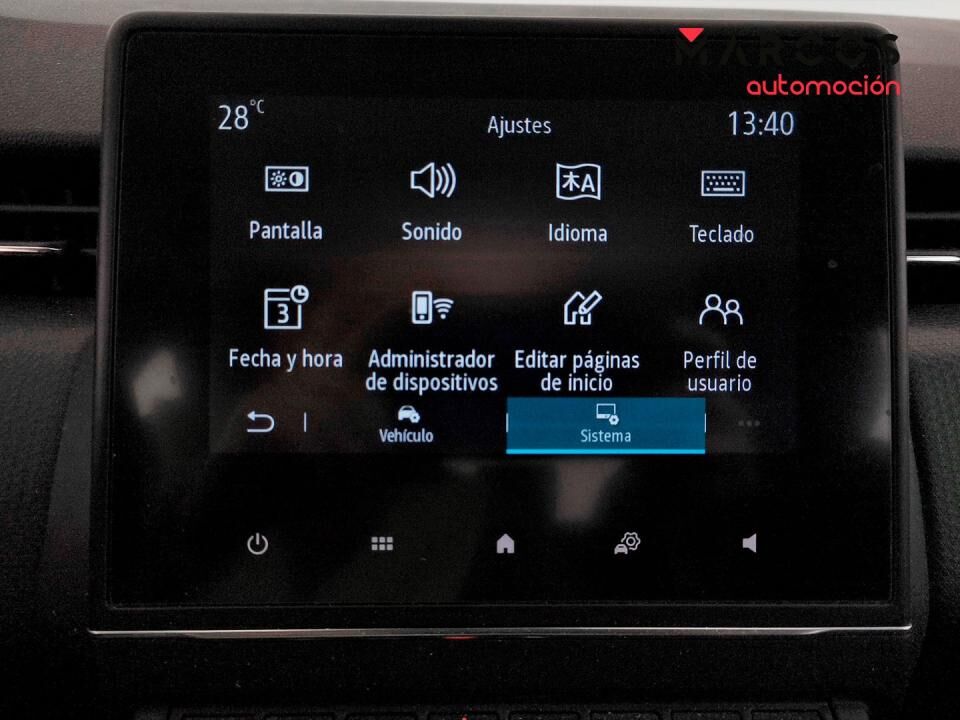 MARCOS
automoción
28°C
Ajustes
13:40
Pantalla
Sonido
Idioma
Teclado
3
Fecha y hora
Administrador
de dispositivos
Editar páginas
de inicio
Perfil de
usuario
Vehículo
Sistema